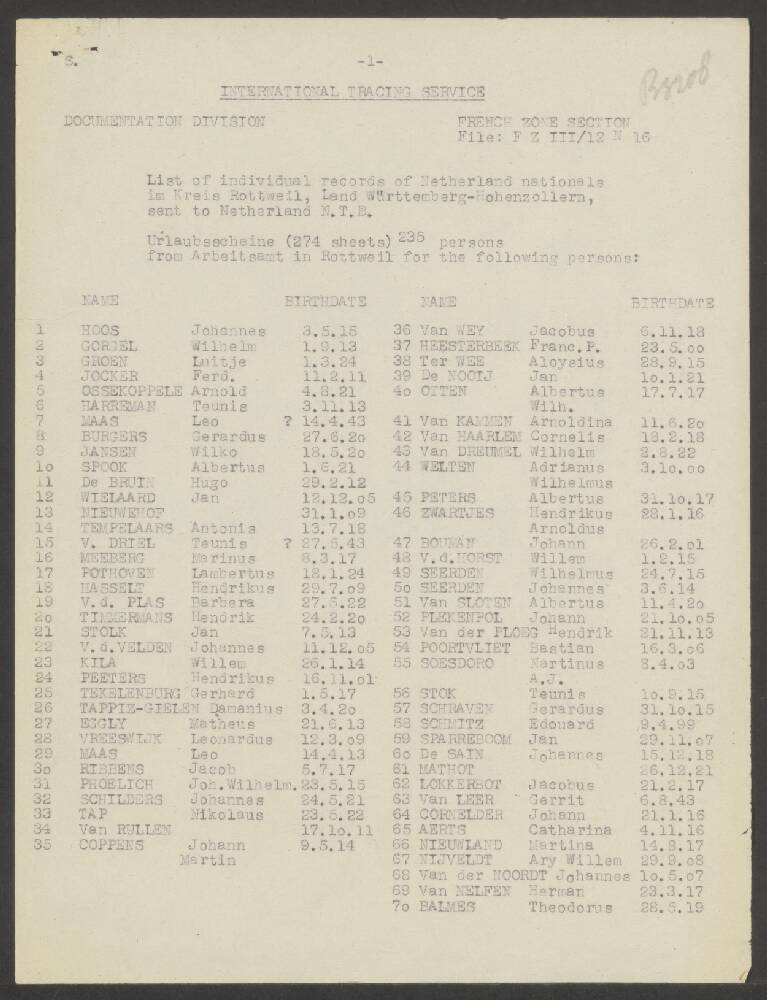 S.
-1-
INTERNATIONAL TRACING SERVICE
DOCUMENTATION DIVISION
FRENCH ZONE SECTION
File: F Z III/12 N 16
List of individual records of Netherland nationals
im Kreis Rottweil, Land Württemberg-Hohenzollern,
sent to Netherland N.T.B.
Urlaubsscheine (274 sheets) 235 persons
from Arbeitsamt in Rottweil for the following persons:
NAME BIRTHDATE
1 HOOS Johannes 3.5.15
2 GORGEL Wilhelm 1.9.13
3 GROEN Luitje 1.3.24
4 JOCKER Ferd. 11.2.11
5 OSSEKOPPELE Arnold 4.8.21
6 HARREMAN Teunis 3.11.13
7 MAAS Leo ? 14.4.43
8 BURGERS Gerardus 27.6.2o
9 JANSEN Wilko 18.5.2o
1o SPOOK Albertus 1.6.21
11 De BRUIN Hugo 29.2.12
12 WIELAARD Jan 12.12.o5
13 NIEUWEHOF 31.1.o9
14 TEMPELAARS Antonis 13.7.18
15 V. DRIEL Teunis ? 27.6.43
16 MEEBERG Marinus 8.3.17
17 POTHOVEN Lambertus 18.1.24
18 HASSELT Hendrikus 29.7.o9
19 V.d. PLAS Barbera 27.5.22
2o TIMMERMANS Hendrik 24.2.2o
21 STOLK Jan 7.5.13
22 V.d.VELDEN Johannes 11.12.o5
23 KILA Willem 26.1.14
24 PEETERS Hendrikus 16.11.o1
25 TEKELENBURG Gerhard 1.5.17
26 TAPPIZ-GIELEN Damanius 3.4.2o
27 EGGLY Matheus 21.6.13
28 VREESWIJK Leonardus 12.3.o9
29 MAAS Leo 14.4.13
3o RIBBENS Jacob 5.7.17
31 PHOELICH Joh.Wilhelm. 23.5.15
32 SCHILDERS Johannes 24.5.21
33 TAP Nikolaus 23.5.22
34 Van RULLEN 17.1o.11
35 COPPENS Johann 9.5.14
Martin
NAME BIRTHDATE
36 Van WEY Jacobus 6.11.18
37 HEESTERBEEK Franc.P. 23.5.oo
38 Ter WEE Aloysius 28.9.15
39 De NOOIJ Jan 1o.1.21
4o OTTEN Albertus 17.7.17
Wilh.
41 Van KAMMEN Arnoldina 11.6.2o
42 Van HAARLEM Cornelis 18.2.18
43 Van DREUMEL Wilhelm 2.8.22
44 WELTEN Adrianus 3.1o.oo
Wilhelmus
45 PETERS Albertus 31.1o.17
46 ZWARTJES Hendrikus 28.1.16
Arnoldus
47 BOUMAN Johann 26.2.o1
48 V.d.HORST Willem 1.2.15
49 SEERDEN Wilhelmus 24.7.15
5o SEERDEN Johannes 3.6.14
51 Van SLOTEN Albertus 11.4.2o
52 PLEKENPOL Johann 21.1o.o5
53 Van der PLOEG Hendrik 21.11.13
54 POORTVLIET Bastian 16.3.o6
55 SOESDORO Martinus 8.4.o3
A.J.
56 STOK Teunis 1o.9.15
57 SCHRAVEN Gerardus 31.1o.15
58 SCHMITZ Edouard 9.4.99
59 SPARREBOOM Jan 29.11.o7
6o De SAIN Johannes 15.12.18
61 MATHOT 26.12.21
62 LOKKERBOT Jacobus 21.2.17
63 Van LEER Gerrit 6.8.43
64 CORNELDER Johann 21.1.16
65 AERTS Catharina 4.11.16
66 NIEUWLAND Martina 14.8.17
67 NIJVELDT Ary Willem 29.9.o8
68 Van der NOORDT Johannes 1o.5.o7
69 Van NELFEN Herman 23.3.17
7o BALMES Theodorus 28.5.19